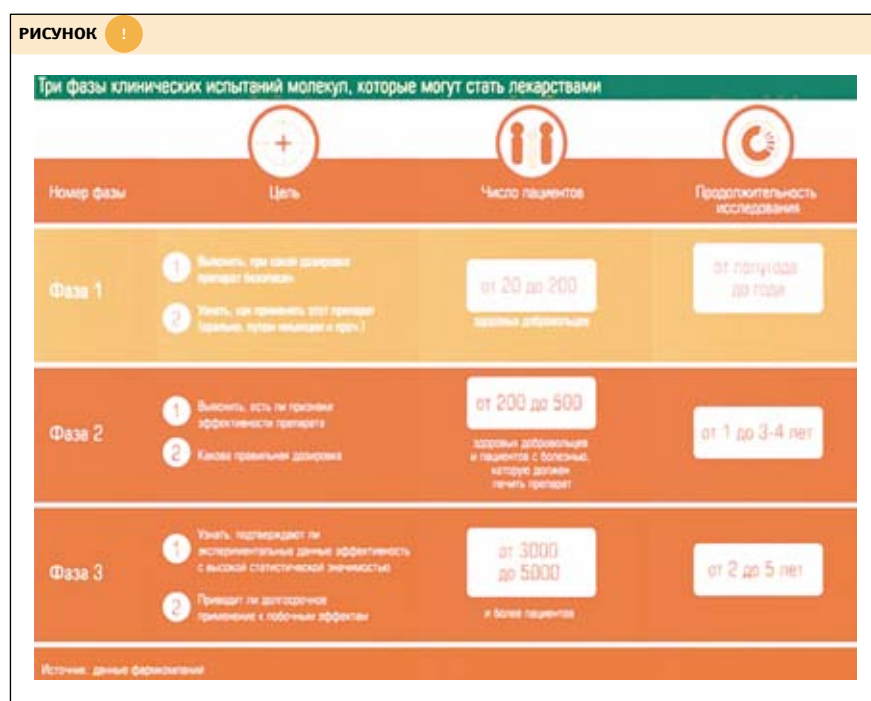 РИСУНОК !
Три фазы клинических испытаний молекул, которые могут стать лекарствами
Номер фазы
Цель
Число пациентов
Продолжительность
исследования
Фаза 1
1
Выяснить, при какой дозировке
препарат безопасен
2
Узнать, как применять этот препарат
(орально, путем инъекции и проч.)
от 20 до 200
здоровых добровольцев
от полугода
до года
Фаза 2
1
Выяснить, есть ли признаки
эффективности препарата
2
Какова правильная дозировка
от 200 до 500
здоровых добровольцев
и пациентов с болезнью,
которую должен
лечить препарат
от 1 до 3-4 лет
Фаза 3
1
Узнать, подтверждают ли
экспериментальные данные эффективность
с высокой статистической значимостью
2
Приводит ли долгосрочное
применение к побочным эффектам
от 3000
до 5000
и более пациентов
от 2 до 5 лет
Источник: данные фармкомпаний